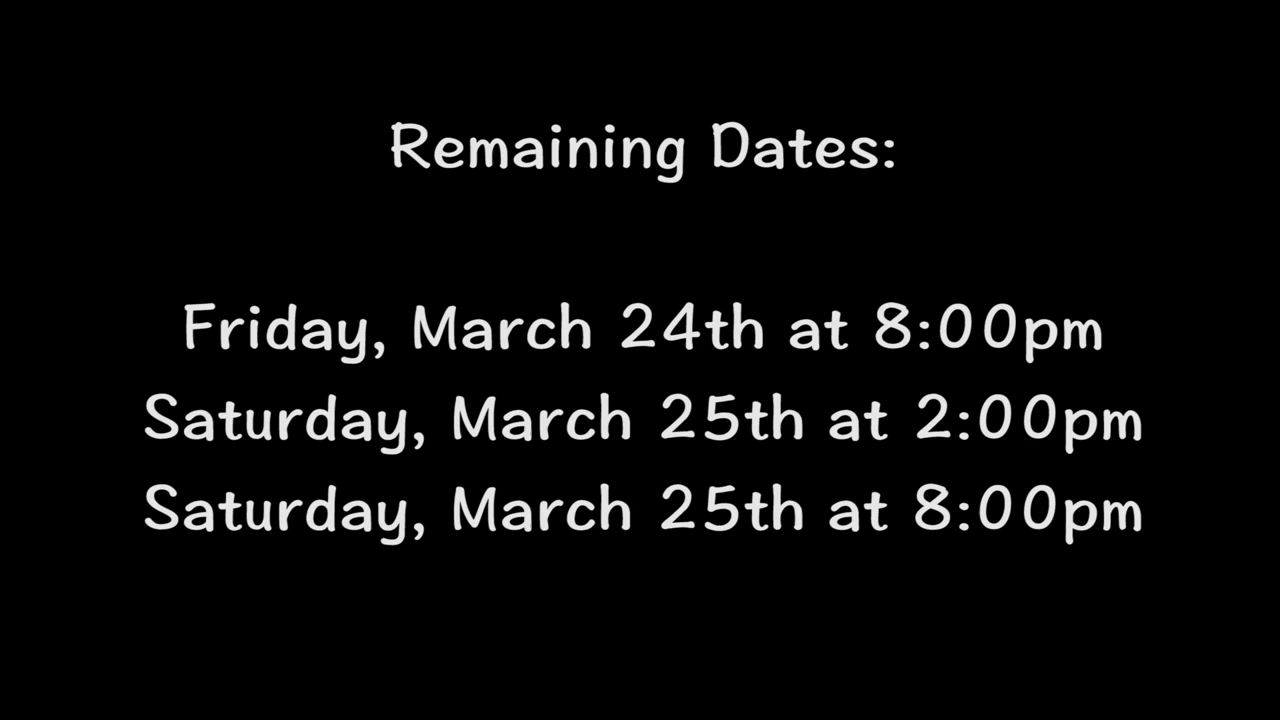 Remaining Dates:
Friday, March 24th at 8:00pm
Saturday, March 25th at 2:00pm
Saturday, March 25th at 8:00pm